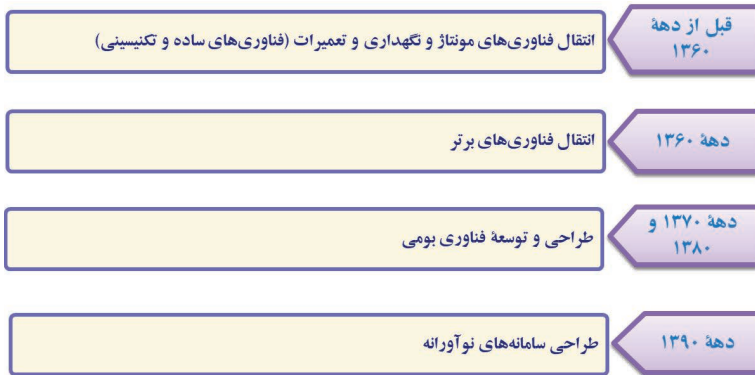 قبل از دههٔ
۱۳۶۰
انتقال فناوری‌های مونتاژ و نگهداری و تعمیرات (فناوری‌های ساده و تکنیسینی)
دههٔ ۱۳۶۰
انتقال فناوری‌های برتر
دههٔ ۱۳۷۰ و
۱۳۸۰
طراحی و توسعهٔ فناوری بومی
دههٔ ۱۳۹۰
طراحی سامانه‌های نوآورانه